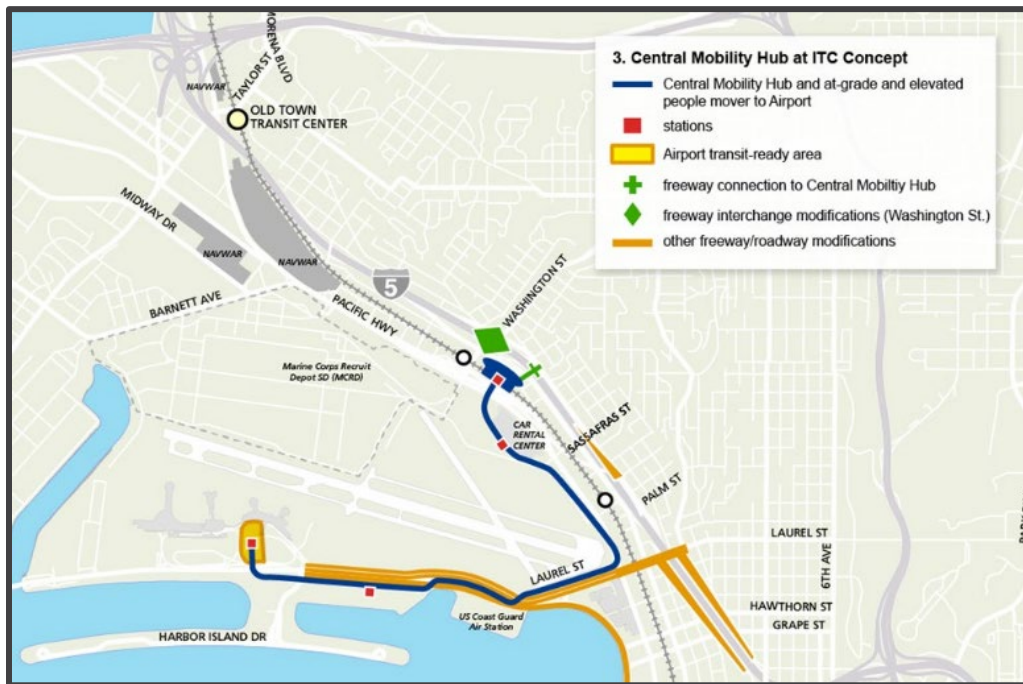 3. Central Mobility Hub at ITC Concept
Central Mobility Hub and at-grade and elevated
people mover to Airport
stations
Airport transit-ready area
freeway connection to Central Mobiltiy Hub
freeway interchange modifications (Washington St.)
other freeway/roadway modifications
MORENA BLVD
TAYLOR ST
NAVWAR
OLD TOWN
TRANSIT CENTER
MIDWAY DR
NAVWAR
NAVWAR
5
WASHINGTON ST
BARNETT AVE
PACIFIC HWY
Marine Corps Recruit
Depot SD (MCRD)
CAR
RENTAL
CENTER
SASSAFRAS ST
PALM ST
LAUREL ST
6TH AVE
LAUREL ST
HAWTHORN ST
GRAPE ST
US Coast Guard
Air Station
HARBOR ISLAND DR